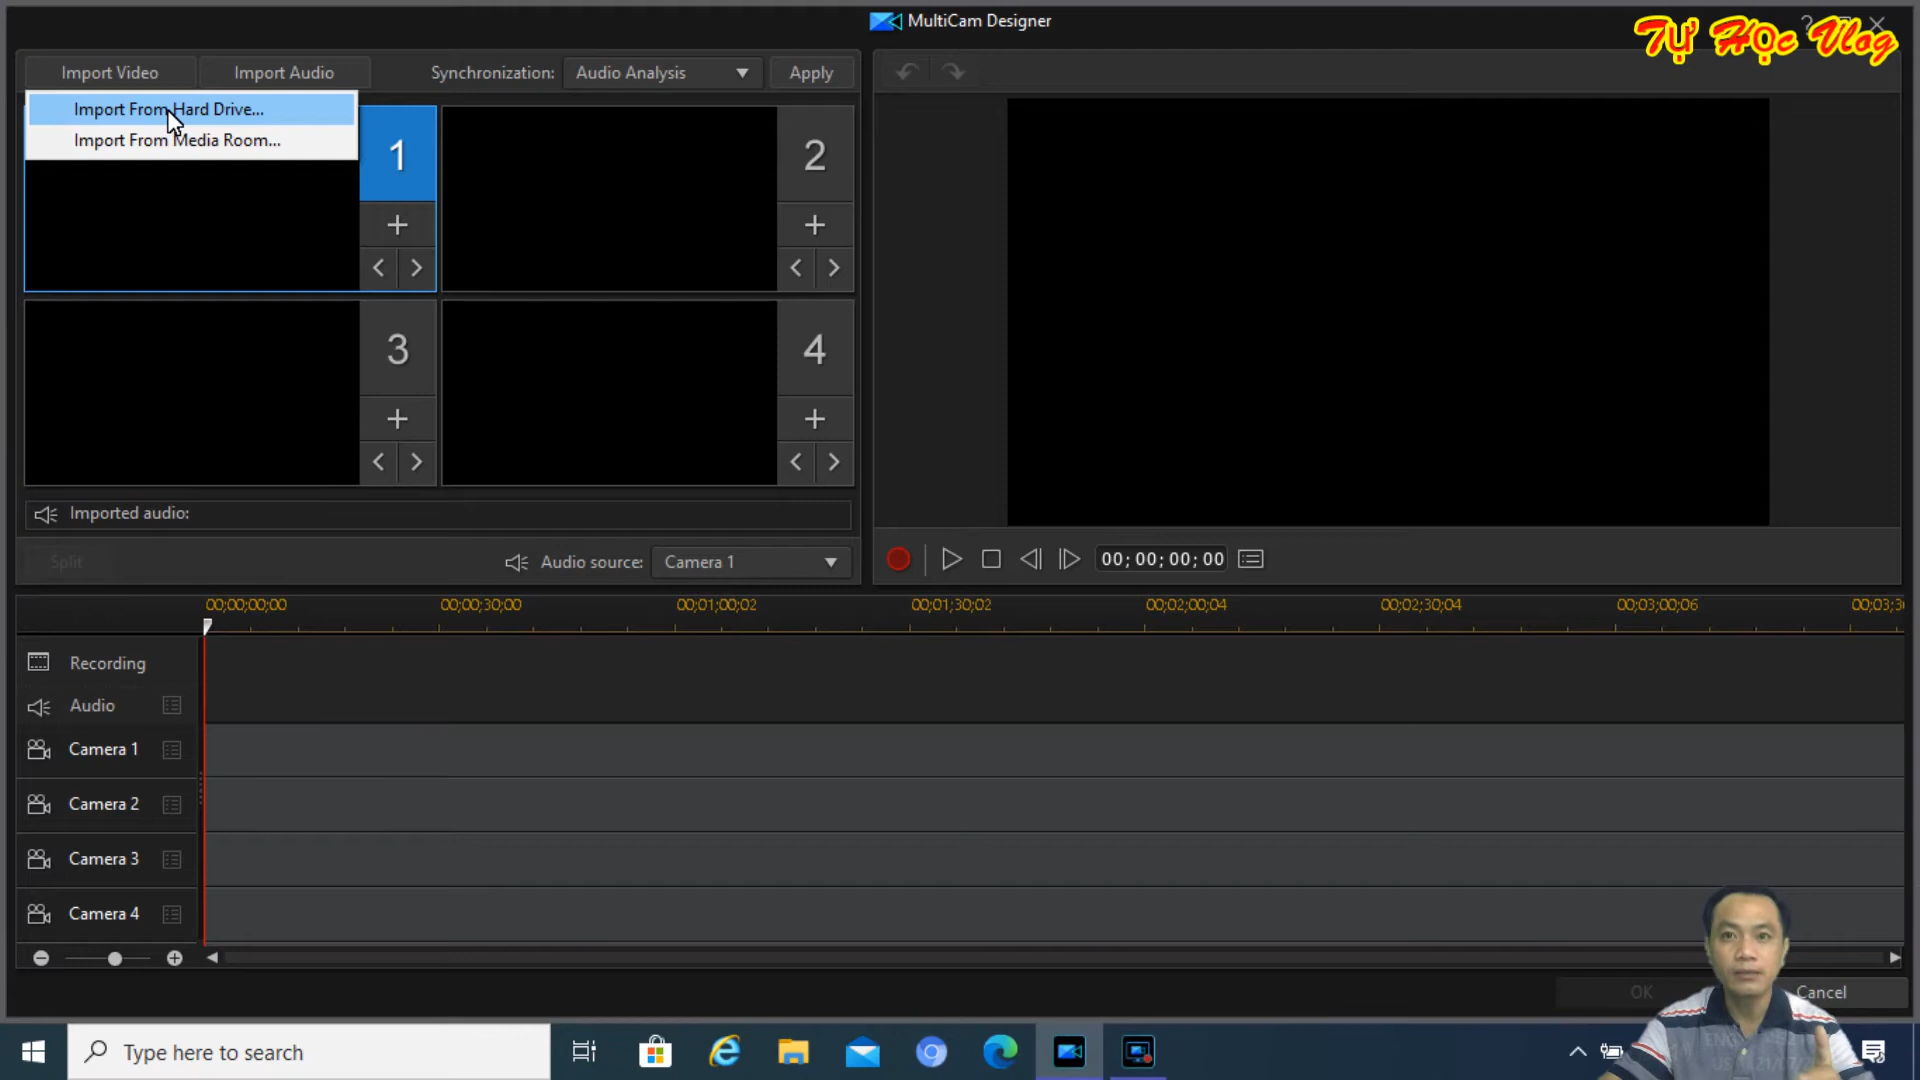 MultiCam Designer
?
Tự Học Vlog
Import Video
Import Audio
Synchronization:
Audio Analysis
Apply
Import From Hard Drive...
Import From Media Room...
1
2
3
4
Imported audio:
Split
Audio source:
Camera 1
00;00;00;00
00;00;00;00
00;00;30;00
00;01;00;02
00;01;30;02
00;02;00;04
00;02;30;04
00;03;00;06
Recording
Audio
Camera 1
Camera 2
Camera 3
Camera 4
OK
Cancel
Type here to search
ENG
US